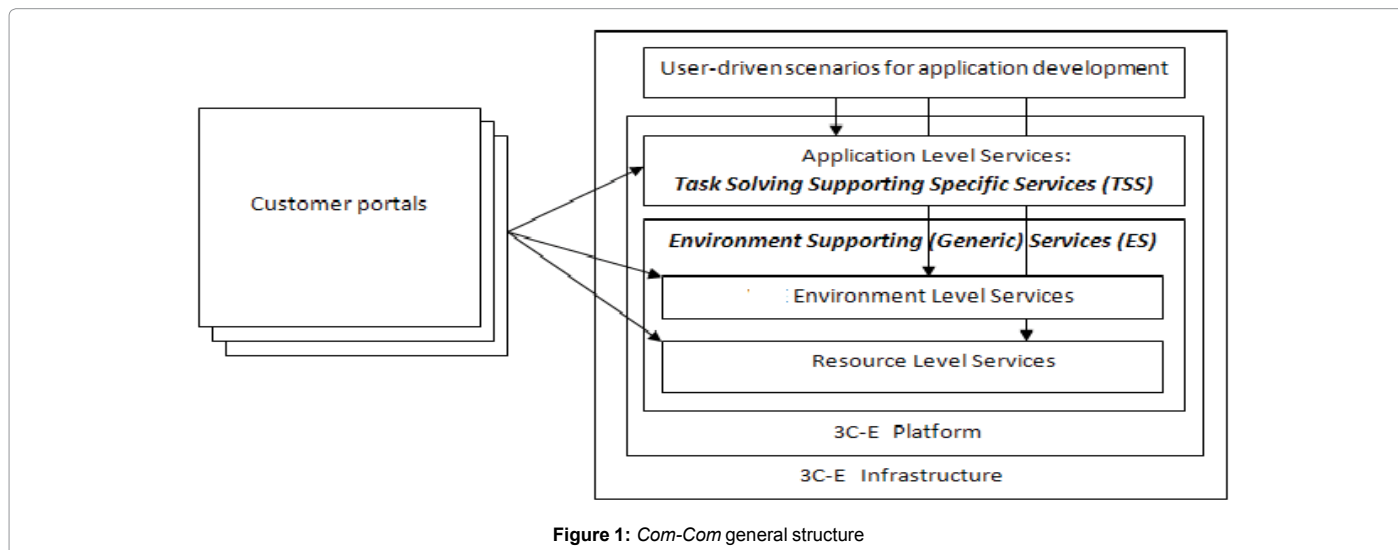 User-driven scenarios for application development
Application Level Services:
Task Solving Supporting Specific Services (TSS)
Customer portals
Environment Supporting (Generic) Services (ES)
Environment Level Services
Resource Level Services
3C-E Platform
3C-E Infrastructure
Figure 1: Com-Com general structure